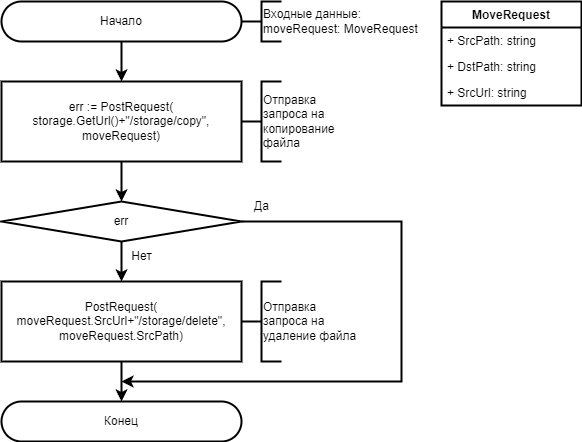 Начало
Входные данные:
moveRequest: MoveRequest
MoveRequest
+ SrcPath: string
+ DstPath: string
+ SrcUrl: string
err := PostRequest(
storage.GetUrl()+"/storage/copy",
moveRequest)
Отправка
запроса на
копирование
файла
err
Да
Нет
PostRequest(
moveRequest.SrcUrl+"/storage/delete",
moveRequest.SrcPath)
Отправка
запроса на
удаление файла
Конец